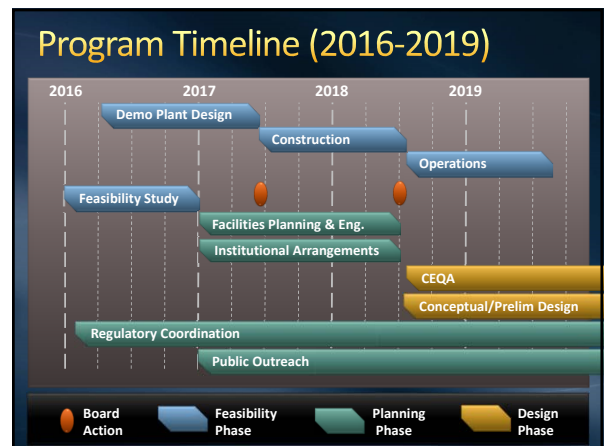 Program Timeline (2016-2019)
2016 2017 2018 2019
Demo Plant Design
Construction
Operations
Feasibility Study
Facilities Planning & Eng.
Institutional Arrangements
CEQA
Conceptual/Prelim Design
Regulatory Coordination
Public Outreach
Board
Action
Feasibility
Phase
Planning
Phase
Design
Phase